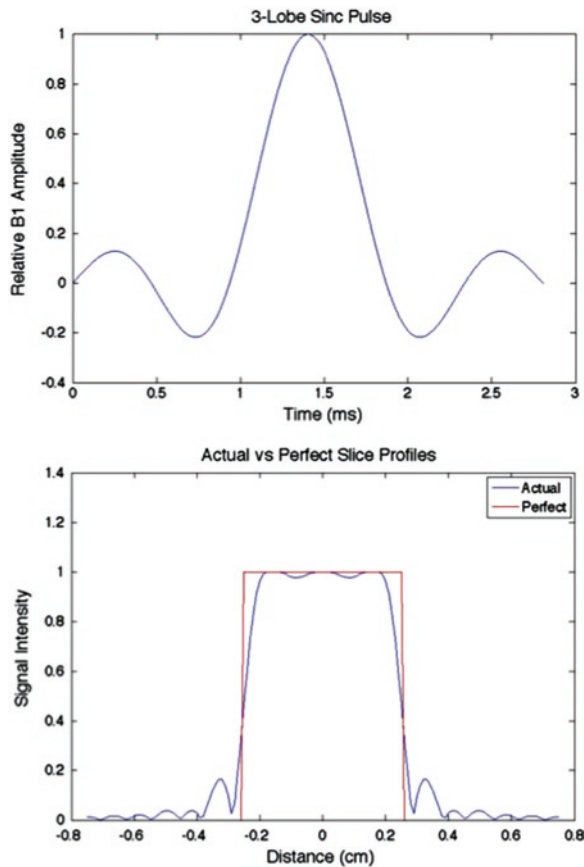 3-Lobe Sinc Pulse
1
0.8
0.6
0.4
0.2
0
-0.2
-0.4
Relative B1 Amplitude
0 0.5 1 1.5 2 2.5 3
Time (ms)
Actual vs Perfect Slice Profiles
1.4
1.2
1
0.8
0.6
0.4
0.2
0
Signal Intensity
Actual
Perfect
-0.8 -0.6 -0.4 -0.2 0 0.2 0.4 0.6 0.8
Distance (cm)